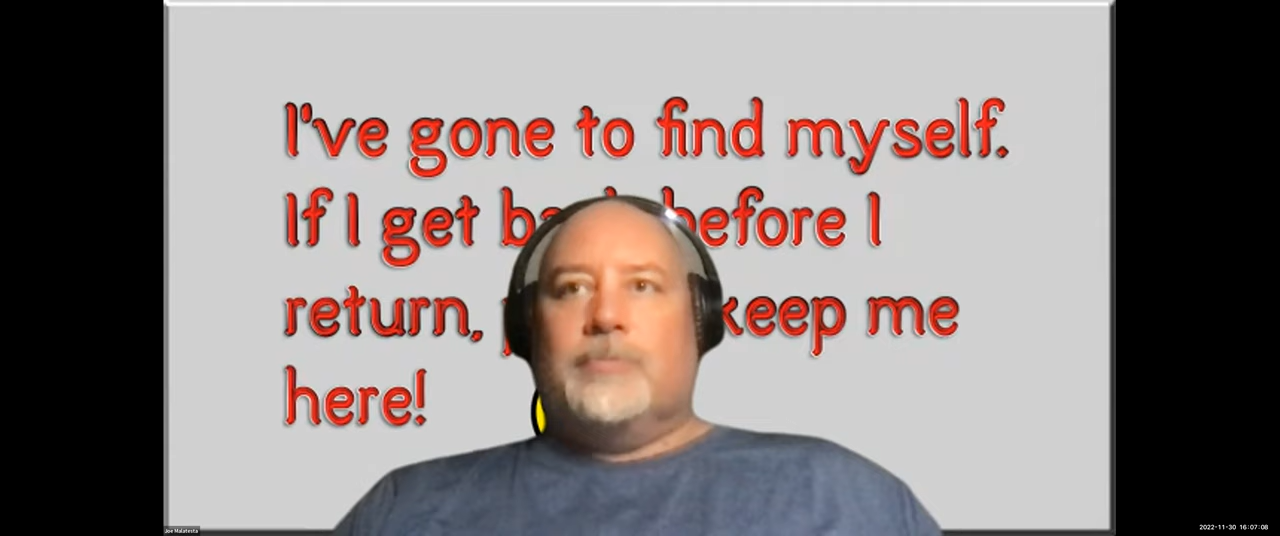 I've gone to find myself.
If I get back before I
return, keep me
here!
Joe Malatesta
2022-11-30 16:07:08